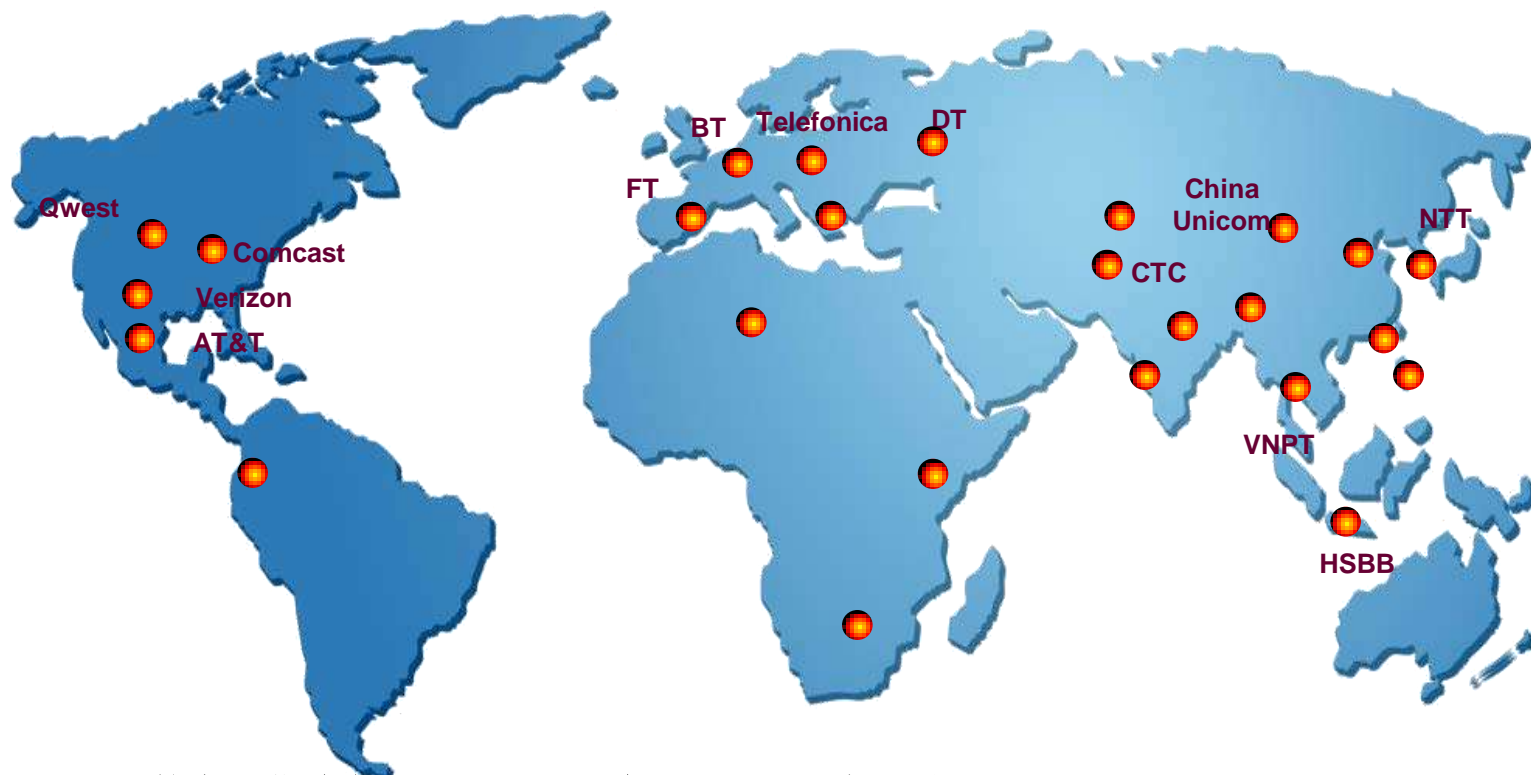 BT
Telefonica
DT
FT
China
Unicom
Qwest
NTT
Comcast
CTC
Verizon
AT&T
VNPT
HSBB